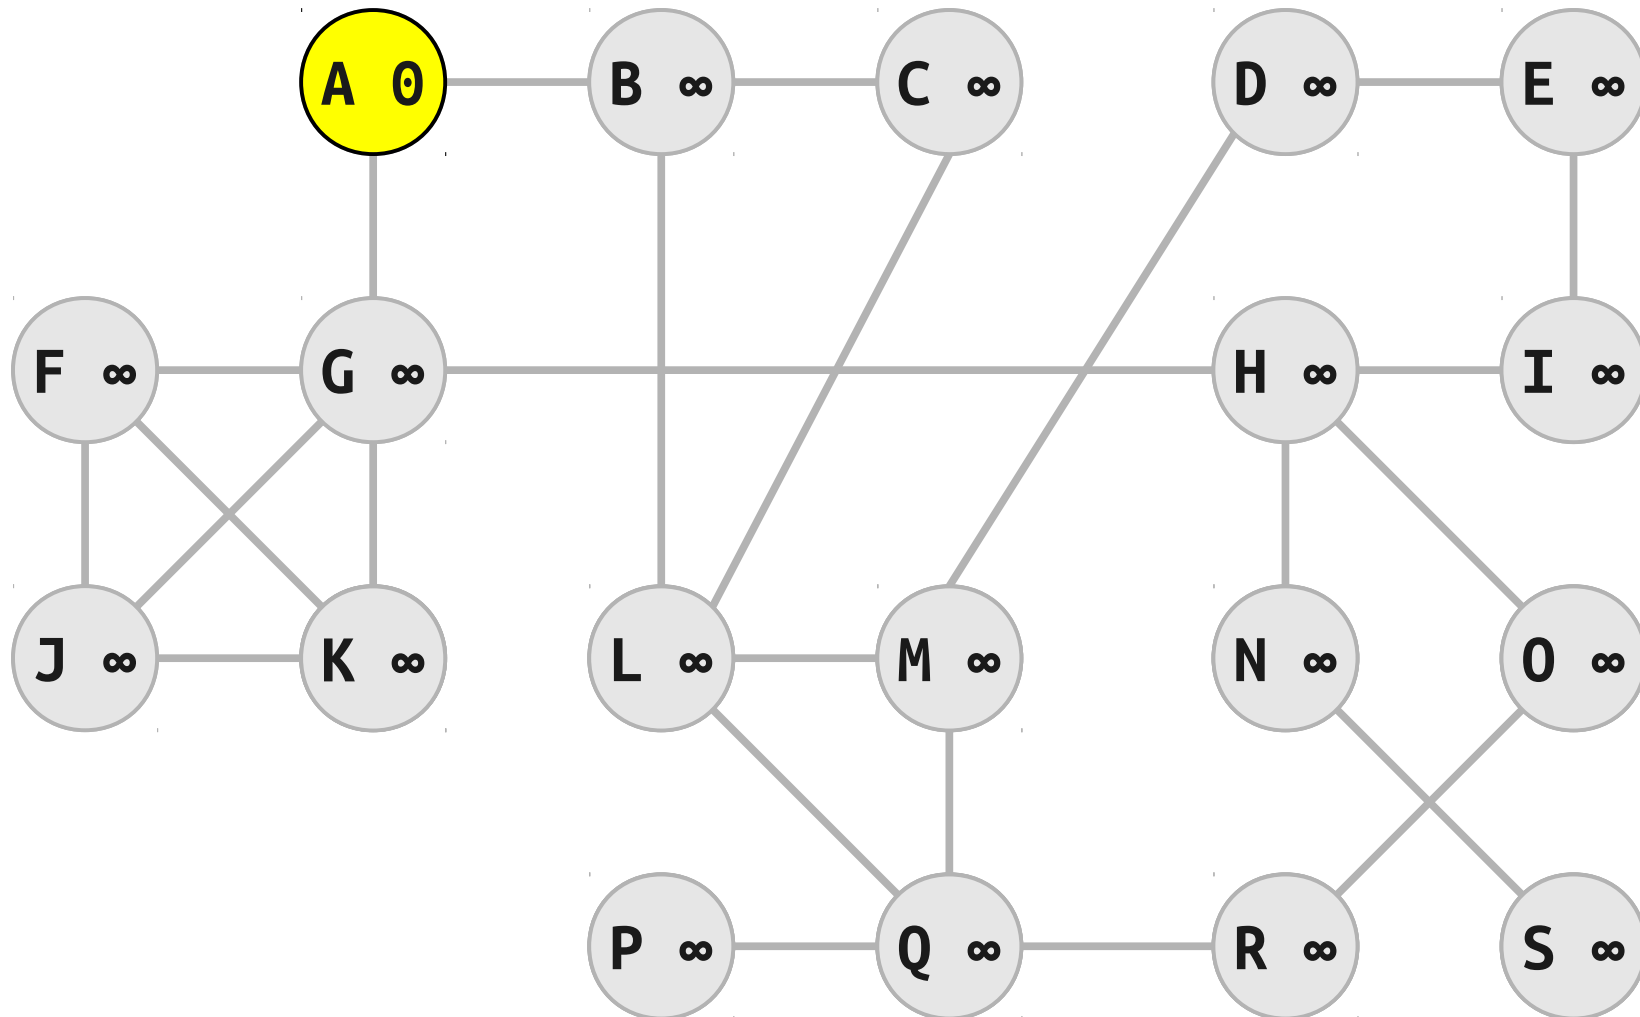 A 0 B ∞ C ∞ D ∞ E ∞
F ∞ G ∞ H ∞ I ∞
J ∞ K ∞ L ∞ M ∞ N ∞ O ∞
P ∞ Q ∞ R ∞ S ∞